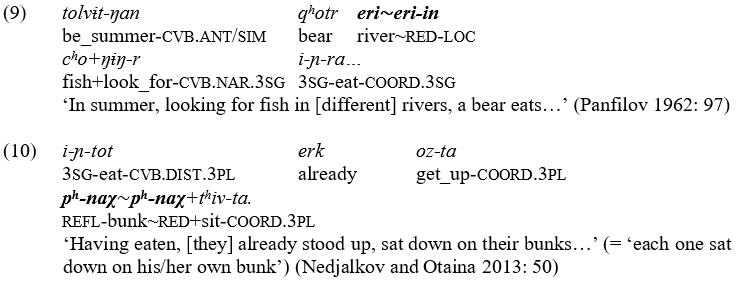 (9) tolvɨt-ŋan qʰotr eri~eri-in
be_summer-CVB.ANT/SIM bear river~RED-LOC
cʰo+ŋiŋ-r i-ɲ-ra…
fish+look_for-CVB.NAR.3SG 3SG-eat-COORD.3SG
‘In summer, looking for fish in [different] rivers, a bear eats…’ (Panfilov 1962: 97)
(10) i-ɲ-tot erk oz-ta
3SG-eat-CVB.DIST.3PL already get_up-COORD.3PL
pʰ-naχ~pʰ-naχ+tʰiv-ta.
REFL-bunk~RED+sit-COORD.3PL
‘Having eaten, [they] already stood up, sat down on their bunks…’ (= ‘each one sat
down on his/her own bunk’) (Nedjalkov and Otaina 2013: 50)